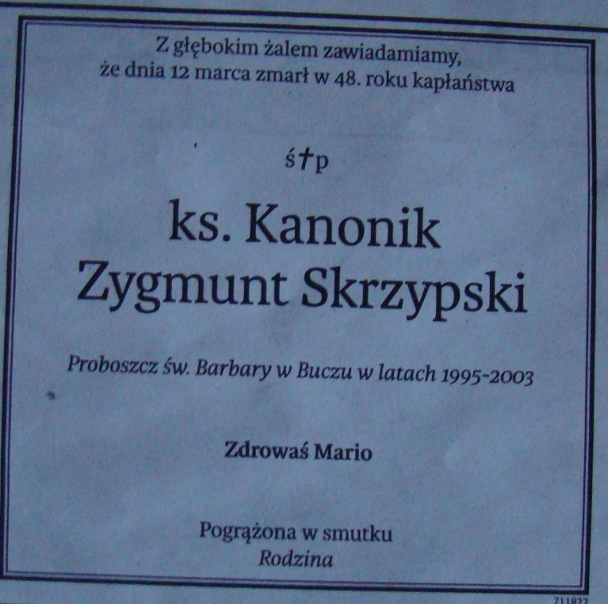 Z głębokim żalem zawiadamiamy,
że dnia 12 marca zmarł w 48. roku kapłaństwa
ś✝p
ks. Kanonik
Zygmunt Skrzypski
Proboszcz św. Barbary w Buczu w latach 1995-2003
Zdrowaś Mario
Pogrążona w smutku
Rodzina